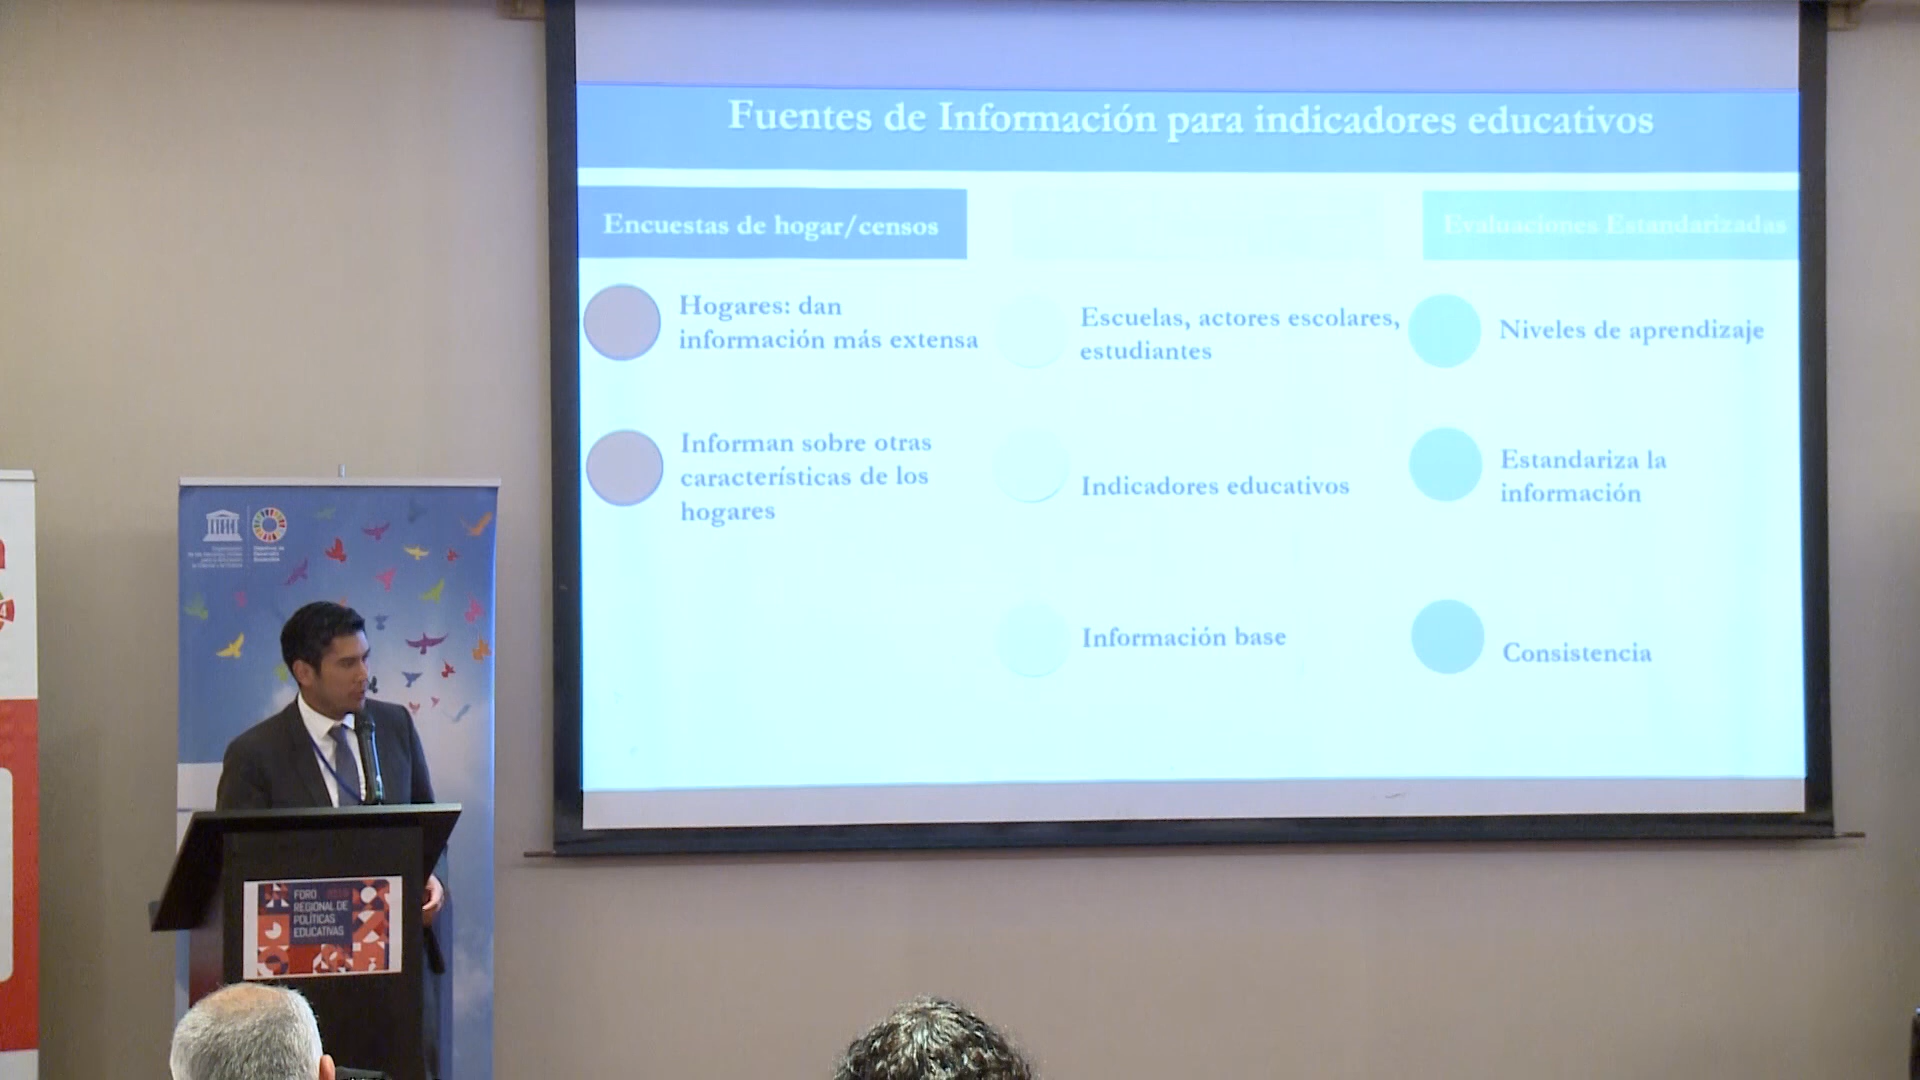 Fuentes de Información para indicadores educativos
Encuestas de hogar/censos
Evaluaciones Estandarizadas
Hogares: dan
información más extensa
Informan sobre otras
características de los
hogares
Escuelas, actores escolares,
estudiantes
Indicadores educativos
Información base
Niveles de aprendizaje
Estandariza la
información
Consistencia
FORO 2018
REGIONAL DE
POLÍTICAS
EDUCATIVAS
4